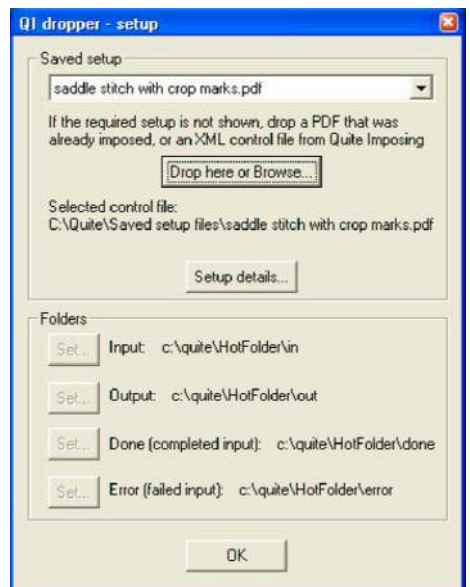 QI dropper - setup
Saved setup
saddle stitch with crop marks.pdf
If the required setup is not shown, drop a PDF that was
already imposed, or an XML control file from Quite Imposing
Drop here or Browse...
Selected control file:
C:\Quite\Saved setup files\saddle stitch with crop marks.pdf
Setup details...
Folders
Set... Input: c:\quite\HotFolder\in
Set... Output: c:\quite\HotFolder\out
Set... Done (completed input): c:\quite\HotFolder\done
Set... Error (failed input): c:\quite\HotFolder\error
OK